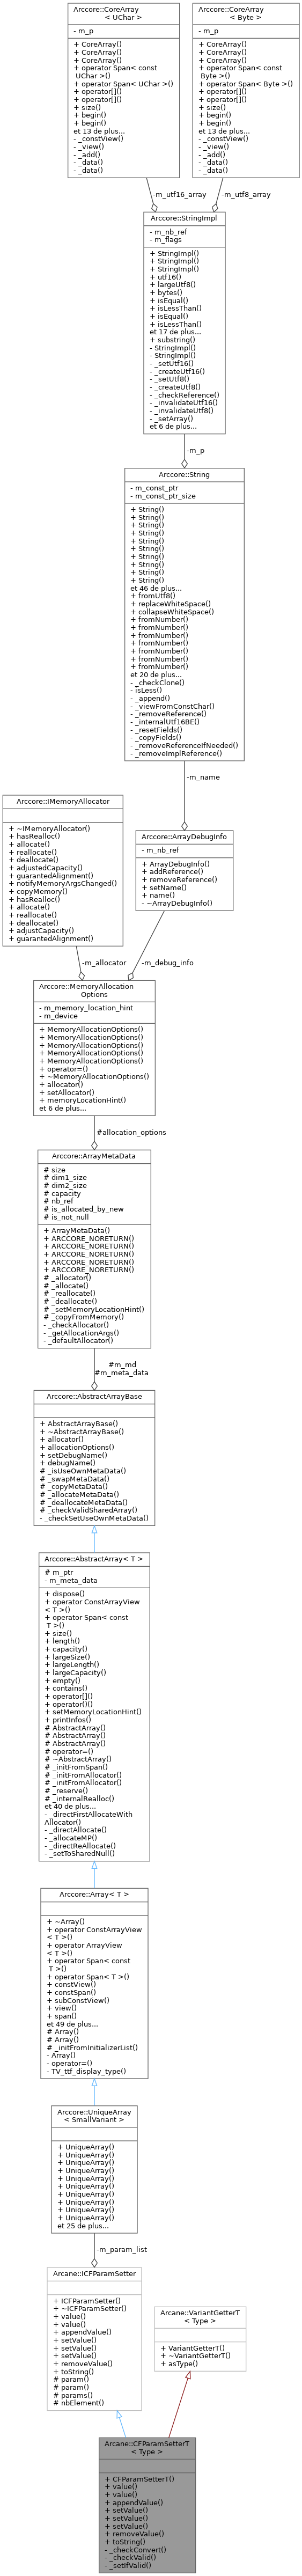 Arccore::CoreArray
< UChar >
- m_p
+ CoreArray()
+ CoreArray()
+ CoreArray()
+ operator Span< const
UChar >()
+ operator Span< UChar >()
+ operator[]()
+ operator[]()
+ size()
+ begin()
+ begin()
et 13 de plus...
- _constView()
- _view()
- _add()
- _data()
- _data()
Arccore::CoreArray
< Byte >
- m_p
+ CoreArray()
+ CoreArray()
+ CoreArray()
+ operator Span< const
Byte >()
+ operator Span< Byte >()
+ operator[]()
+ operator[]()
+ size()
+ begin()
+ begin()
et 13 de plus...
- _constView()
- _view()
- _add()
- _data()
- _data()
-m_utf16_array
-m_utf8_array
Arccore::StringImpl
- m_nb_ref
- m_flags
+ StringImpl()
+ StringImpl()
+ StringImpl()
+ utf16()
+ largeUtf8()
+ bytes()
+ isEqual()
+ isLessThan()
+ isEqual()
+ isLessThan()
et 17 de plus...
+ substring()
- StringImpl()
- StringImpl()
- _setUtf16()
- _createUtf16()
- _setUtf8()
- _createUtf8()
- _checkReference()
- _invalidateUtf16()
- _invalidateUtf8()
- _setArray()
et 6 de plus...
-m_p
Arccore::String
- m_const_ptr
- m_const_ptr_size
+ String()
+ String()
+ String()
+ String()
+ String()
+ String()
+ String()
+ String()
+ String()
+ String()
et 46 de plus...
+ fromUtf8()
+ replaceWhiteSpace()
+ collapseWhiteSpace()
+ fromNumber()
+ fromNumber()
+ fromNumber()
+ fromNumber()
+ fromNumber()
+ fromNumber()
+ fromNumber()
et 20 de plus...
- _checkClone()
- isLess()
- _append()
- _viewFromConstChar()
- _removeReference()
- _internalUtf16BE()
- _resetFields()
- _copyFields()
- _removeReferenceIfNeeded()
- _removeImplReference()
-m_name
Arccore::IMemoryAllocator
+ ~IMemoryAllocator()
+ hasRealloc()
+ allocate()
+ reallocate()
+ deallocate()
+ adjustedCapacity()
+ guarantedAlignment()
+ notifyMemoryArgsChanged()
+ copyMemory()
+ hasRealloc()
+ allocate()
+ reallocate()
+ deallocate()
+ adjustCapacity()
+ guarantedAlignment()
Arccore::ArrayDebugInfo
- m_nb_ref
+ ArrayDebugInfo()
+ addReference()
+ removeReference()
+ setName()
+ name()
- ~ArrayDebugInfo()
-m_allocator
-m_debug_info
Arccore::MemoryAllocation
Options
- m_memory_location_hint
- m_device
+ MemoryAllocationOptions()
+ MemoryAllocationOptions()
+ MemoryAllocationOptions()
+ MemoryAllocationOptions()
+ MemoryAllocationOptions()
+ operator=()
+ ~MemoryAllocationOptions()
+ allocator()
+ setAllocator()
+ memoryLocationHint()
et 6 de plus...
#allocation_options
Arccore::ArrayMetaData
# size
# dim1_size
# dim2_size
# capacity
# nb_ref
# is_allocated_by_new
# is_not_null
+ ArrayMetaData()
+ ARCCORE_NORETURN()
+ ARCCORE_NORETURN()
+ ARCCORE_NORETURN()
+ ARCCORE_NORETURN()
+ ARCCORE_NORETURN()
# _allocator()
# _allocate()
# _reallocate()
# _deallocate()
# _setMemoryLocationHint()
# _copyFromMemory()
- _checkAllocator()
- _getAllocationArgs()
- _defaultAllocator()
#m_md
#m_meta_data
Arccore::AbstractArrayBase
+ AbstractArrayBase()
+ ~AbstractArrayBase()
+ allocator()
+ allocationOptions()
+ setDebugName()
+ debugName()
# _isUseOwnMetaData()
# _swapMetaData()
# _copyMetaData()
# _allocateMetaData()
# _deallocateMetaData()
# _checkValidSharedArray()
- _checkSetUseOwnMetaData()
Arccore::AbstractArray< T >
# m_ptr
- m_meta_data
+ dispose()
+ operator ConstArrayView
< T >()
+ operator Span< const
T >()
+ size()
+ length()
+ capacity()
+ largeSize()
+ largeLength()
+ largeCapacity()
+ empty()
+ contains()
+ operator[]()
+ operator()()
+ setMemoryLocationHint()
+ printInfos()
# AbstractArray()
# AbstractArray()
# AbstractArray()
# operator=()
# ~AbstractArray()
# _initFromSpan()
# _initFromAllocator()
# _initFromAllocator()
# _reserve()
# _internalRealloc()
et 40 de plus...
- _directFirstAllocateWith
Allocator()
- _directAllocate()
- _allocateMP()
- _directReAllocate()
- _setToSharedNull()
Arccore::Array< T >
+ ~Array()
+ operator ConstArrayView
< T >()
+ operator ArrayView
< T >()
+ operator Span< const
T >()
+ operator Span< T >()
+ constView()
+ constSpan()
+ subConstView()
+ view()
+ span()
et 49 de plus...
# Array()
# Array()
# _initFromInitializerList()
- Array()
- operator=()
- TV_ttf_display_type()
Arccore::UniqueArray
< SmallVariant >
+ UniqueArray()
+ UniqueArray()
+ UniqueArray()
+ UniqueArray()
+ UniqueArray()
+ UniqueArray()
+ UniqueArray()
+ UniqueArray()
+ UniqueArray()
+ UniqueArray()
et 25 de plus...
-m_param_list
Arcane::ICFParamSetter
+ ICFParamSetter()
+ ~ICFParamSetter()
+ value()
+ value()
+ appendValue()
+ setValue()
+ setValue()
+ setValue()
+ removeValue()
+ toString()
# param()
# param()
# params()
# nbElement()
Arcane::VariantGetterT
< Type >
+ VariantGetterT()
+ ~VariantGetterT()
+ asType()
Arcane::CFParamSetterT
< Type >
+ CFParamSetterT()
+ value()
+ value()
+ appendValue()
+ setValue()
+ setValue()
+ setValue()
+ removeValue()
+ toString()
- _checkConvert()
- _checkValid()
- _setIfValid()